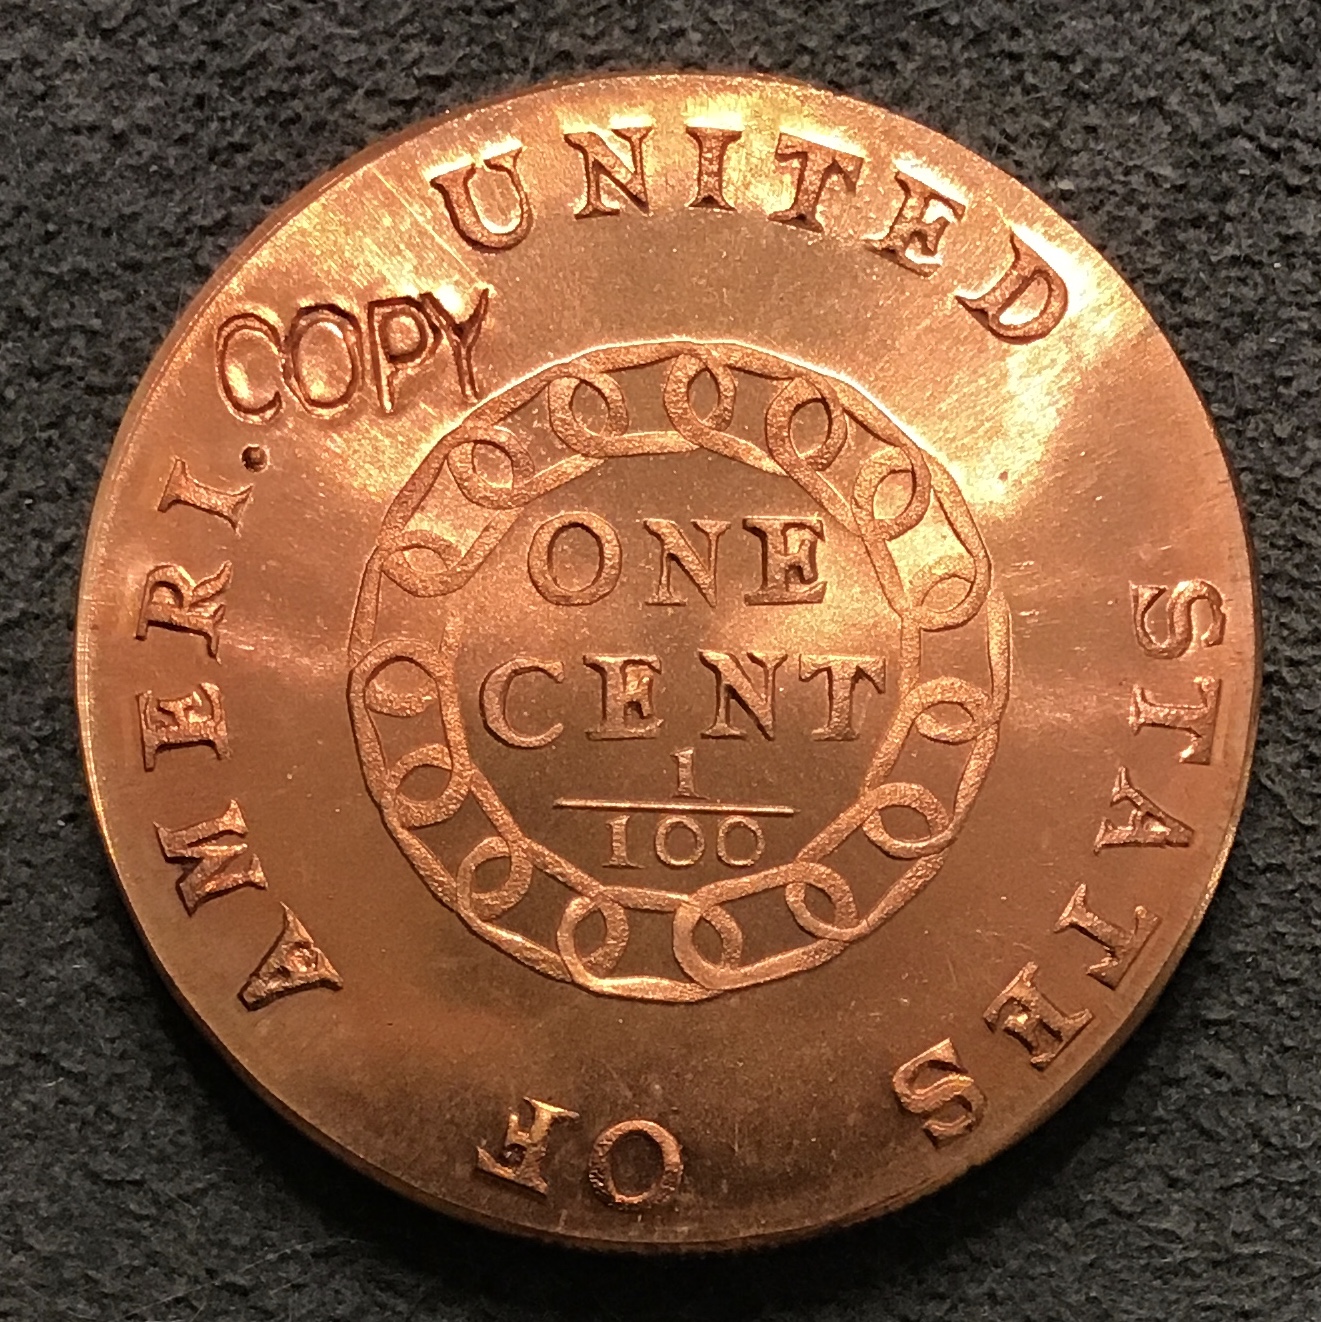 UNITED STATES OF AMERI.
COPY
ONE
CENT
1
100